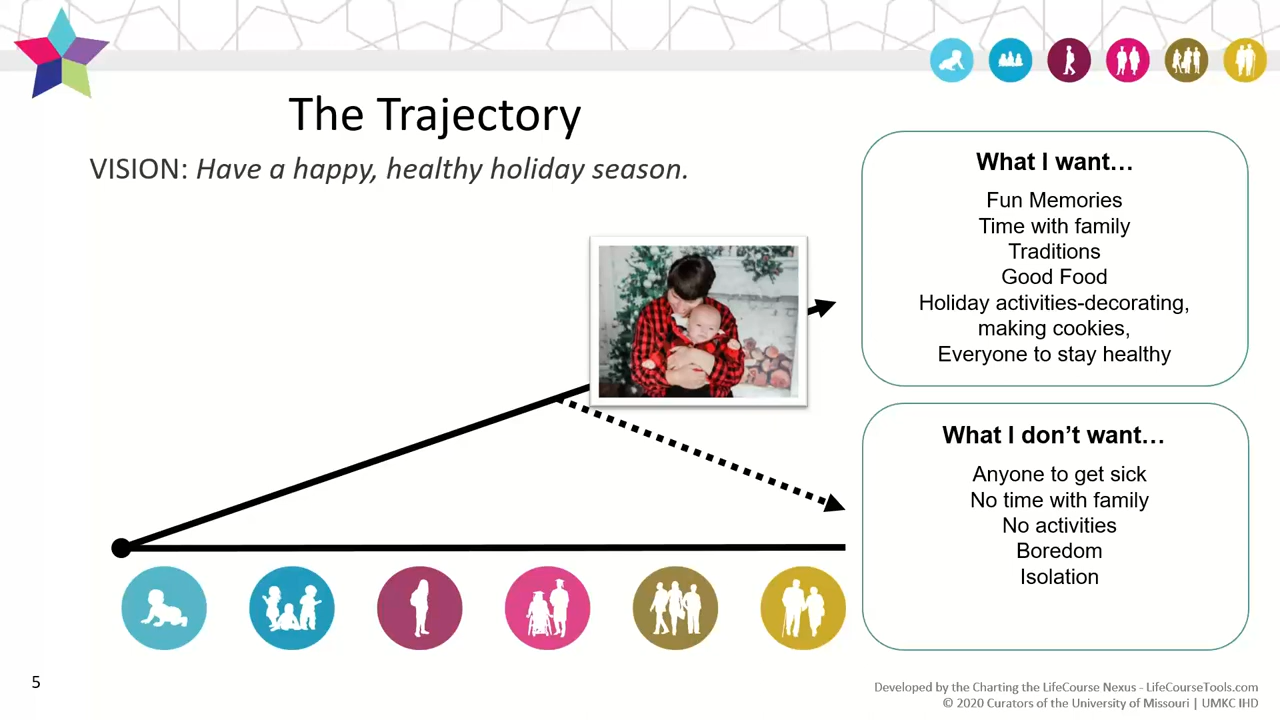 The Trajectory
VISION: Have a happy, healthy holiday season.
What I want…
Fun Memories
Time with family
Traditions
Good Food
Holiday activities-decorating,
making cookies,
Everyone to stay healthy
What I don’t want…
Anyone to get sick
No time with family
No activities
Boredom
Isolation
5
Developed by the Charting the LifeCourse Nexus - LifeCourseTools.com
© 2020 Curators of the University of Missouri | UMKC IHD